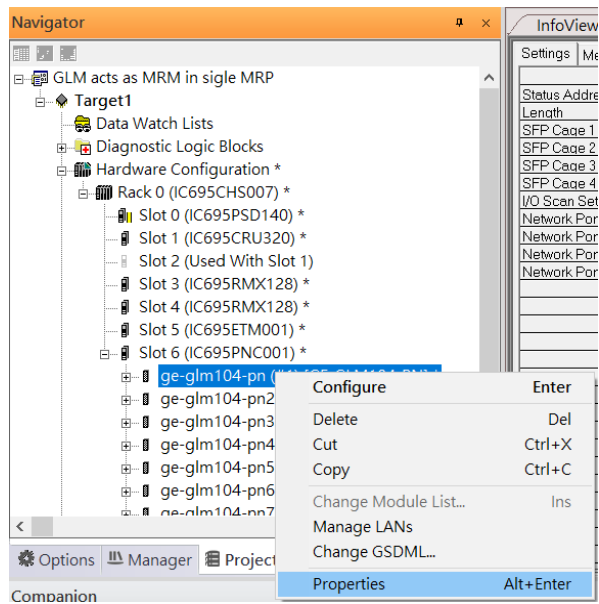 Navigator
GLM acts as MRM in sigle MRP
Target1
Data Watch Lists
Diagnostic Logic Blocks
Hardware Configuration *
Rack 0 (IC695CHS007) *
Slot 0 (IC695PSD140) *
Slot 1 (IC695CRU320) *
Slot 2 (Used With Slot 1)
Slot 3 (IC695RMX128) *
Slot 4 (IC695RMX128) *
Slot 5 (IC695ETM001) *
Slot 6 (IC695PNC001) *
ge-glm104-pn
ge-glm104-pn2
ge-glm104-pn3
ge-glm104-pn4
ge-glm104-pn5
ge-glm104-pn6
ge-glm104-pn7
Configure Enter
Delete Del
Cut Ctrl+X
Copy Ctrl+C
Change Module List... Ins
Manage LANs
Change GSDML...
Properties Alt+Enter
Options Manager Project
Companion
InfoView
Settings Me
Status Addre
Length
SFP Cage 1
SFP Cage 2
SFP Cage 3
SFP Cage 4
I/O Scan Set
Network Por
Network Por
Network Por
Network Por